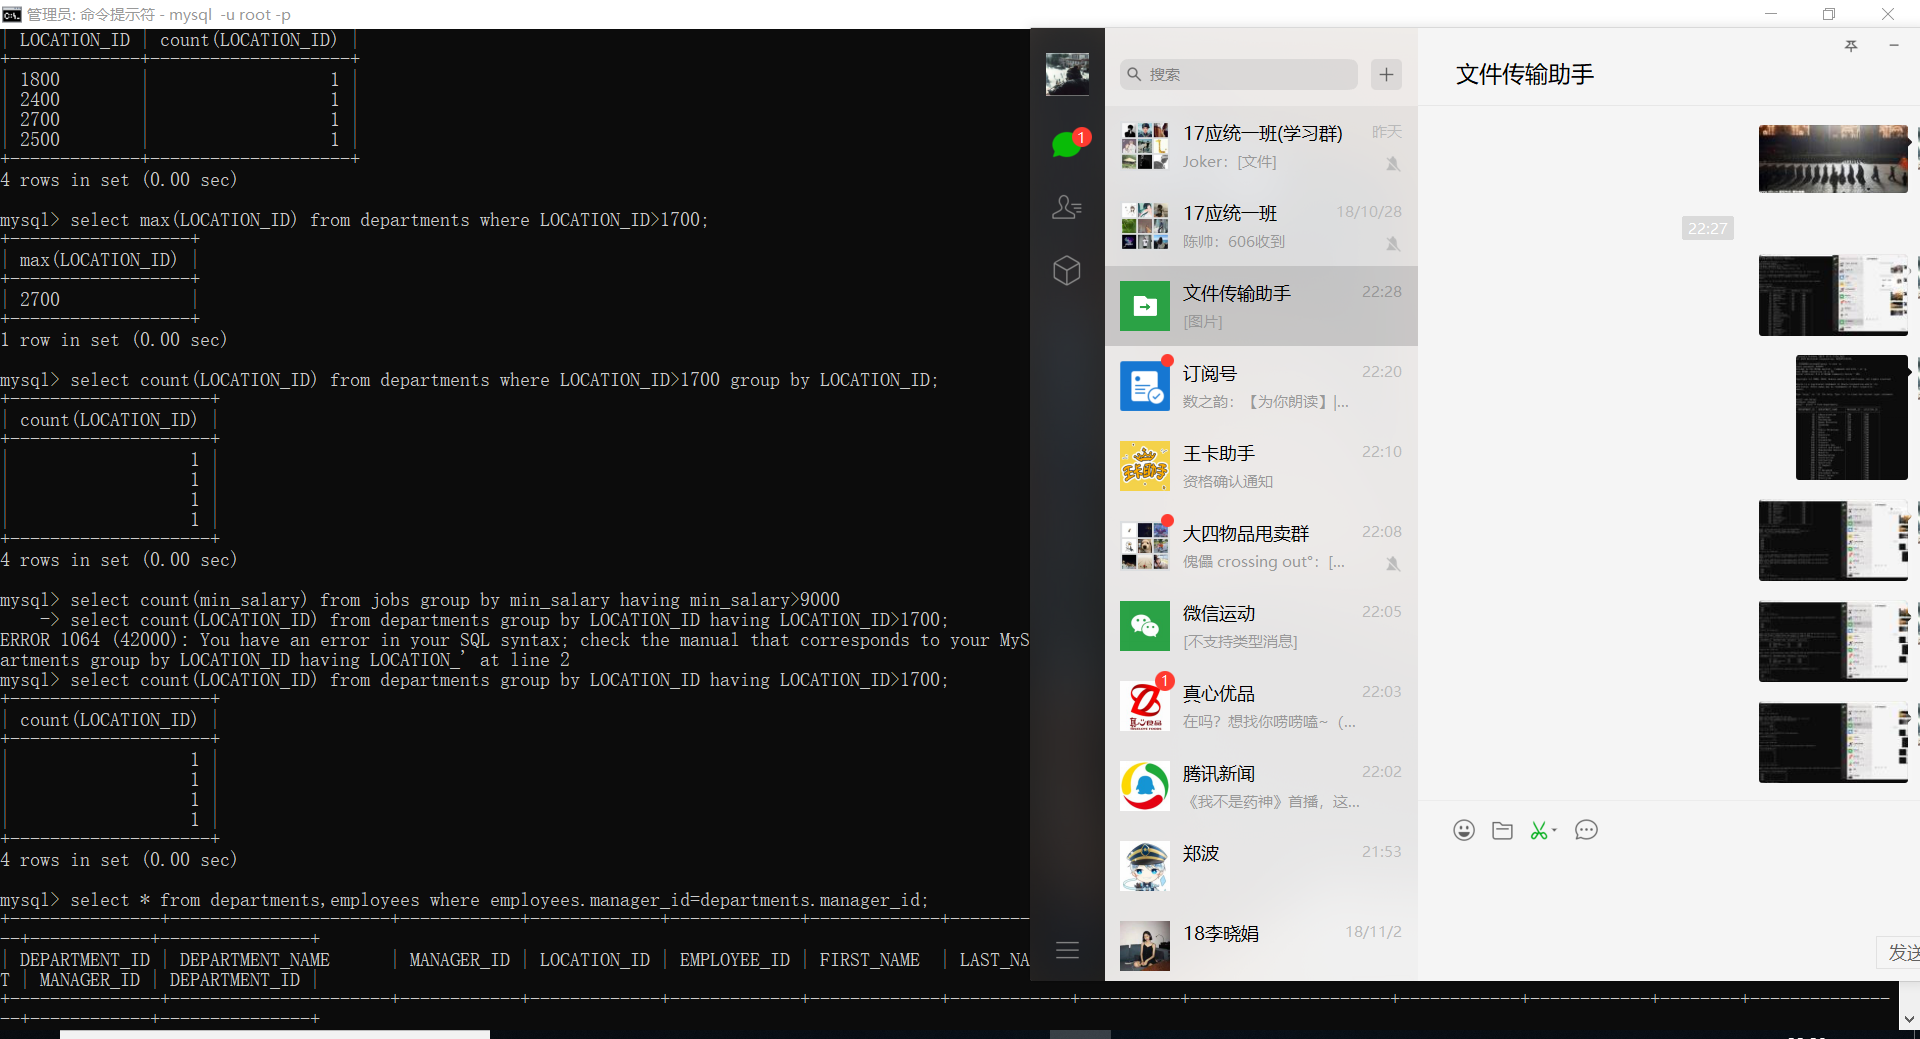 管理员: 命令提示符 - mysql  -u root -p
| LOCATION_ID | count(LOCATION_ID) |
+-------------+--------------------+
| 1800        |                  1 |
| 2400        |                  1 |
| 2700        |                  1 |
| 2500        |                  1 |
+-------------+--------------------+
4 rows in set (0.00 sec)
mysql> select max(LOCATION_ID) from departments where LOCATION_ID>1700;
+------------------+
| max(LOCATION_ID) |
+------------------+
| 2700             |
+------------------+
1 row in set (0.00 sec)
mysql> select count(LOCATION_ID) from departments where LOCATION_ID>1700 group by LOCATION_ID;
+--------------------+
| count(LOCATION_ID) |
+--------------------+
|                  1 |
|                  1 |
|                  1 |
|                  1 |
+--------------------+
4 rows in set (0.00 sec)
mysql> select count(min_salary) from jobs group by min_salary having min_salary>9000
    -> select count(LOCATION_ID) from departments group by LOCATION_ID having LOCATION_ID>1700;
ERROR 1064 (42000): You have an error in your SQL syntax; check the manual that corresponds to your MyS
artments group by LOCATION_ID having LOCATION_' at line 2
mysql> select count(LOCATION_ID) from departments group by LOCATION_ID having LOCATION_ID>1700;
+--------------------+
| count(LOCATION_ID) |
+--------------------+
|                  1 |
|                  1 |
|                  1 |
|                  1 |
+--------------------+
4 rows in set (0.00 sec)
mysql> select * from departments,employees where employees.manager_id=departments.manager_id;
| DEPARTMENT_ID | DEPARTMENT_NAME      | MANAGER_ID | LOCATION_ID | EMPLOYEE_ID | FIRST_NAME  | LAST_NA
T | MANAGER_ID | DEPARTMENT_ID |
1
搜索
17应统一班(学习群) 昨天
Joker: [文件]
17应统一班 18/10/28
陈帅: 606收到
文件传输助手 22:28
[图片]
订阅号 22:20
数之韵: 【为你朗读】|...
王卡助手 22:10
王卡助手
资格确认通知
大四物品甩卖群 22:08
傀儡 crossing out°: [...
微信运动 22:05
[不支持类型消息]
1
真心优品 22:03
在吗? 想找你唠唠嗑~ (...
腾讯新闻 22:02
《我不是药神》首播, 这...
郑波 21:53
18李晓娟 18/11/2
文件传输助手
22:27
发送